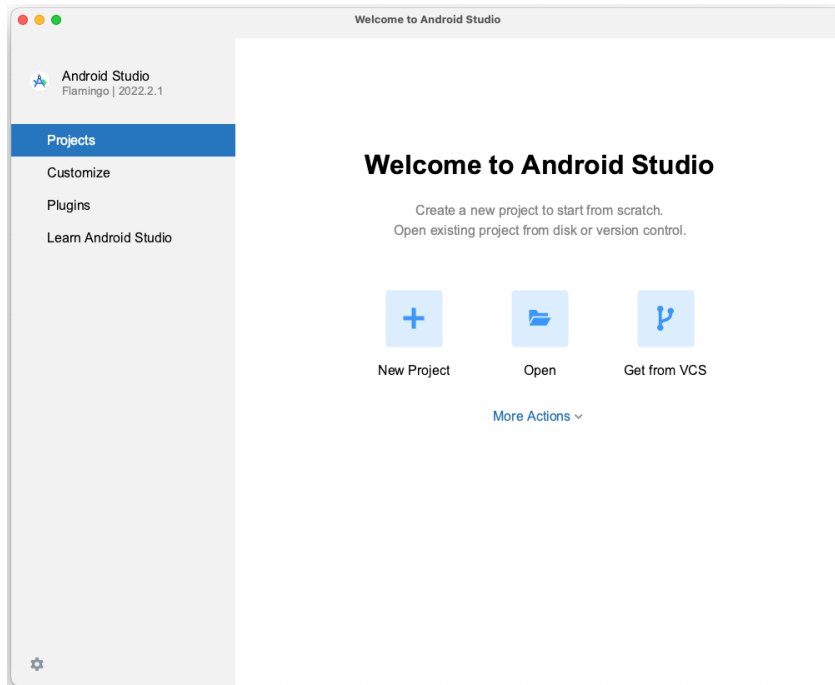 Welcome to Android Studio
Android Studio
Flamingo | 2022.2.1
Projects
Customize
Plugins
Learn Android Studio
Welcome to Android Studio
Create a new project to start from scratch.
Open existing project from disk or version control.
New Project
Open
Get from VCS
More Actions